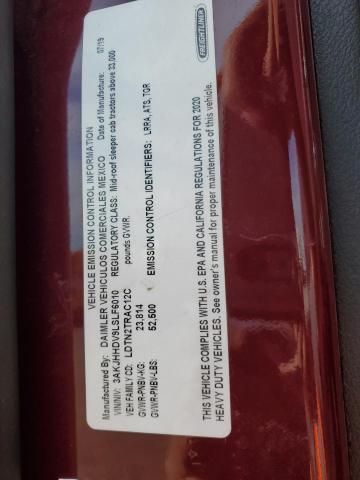 VEHICLE EMISSION CONTROL INFORMATION
Manufactured By: DAIMLER VEHICULOS COMERCIALES MEXICO Date of Manufacture: 07/19
VIN/NIV: 3AKJHHDV9LSLF6010 REGULATORY CLASS: Mid-roof sleeper cab tractors above 33,000
pounds GVWR.
VEH FAMILY CD: LDTN2TRAC12C
GVWR-PNBV-KG: 23,814
GVWR-PNBV-LBS: 52,500 EMISSION CONTROL IDENTIFIERS: LRRA, ATS, TGR
THIS VEHICLE COMPLIES WITH U.S. EPA AND CALIFORNIA REGULATIONS FOR 2020
HEAVY DUTY VEHICLES. See owner's manual for proper maintenance of this vehicle.
FREIGHTLINER